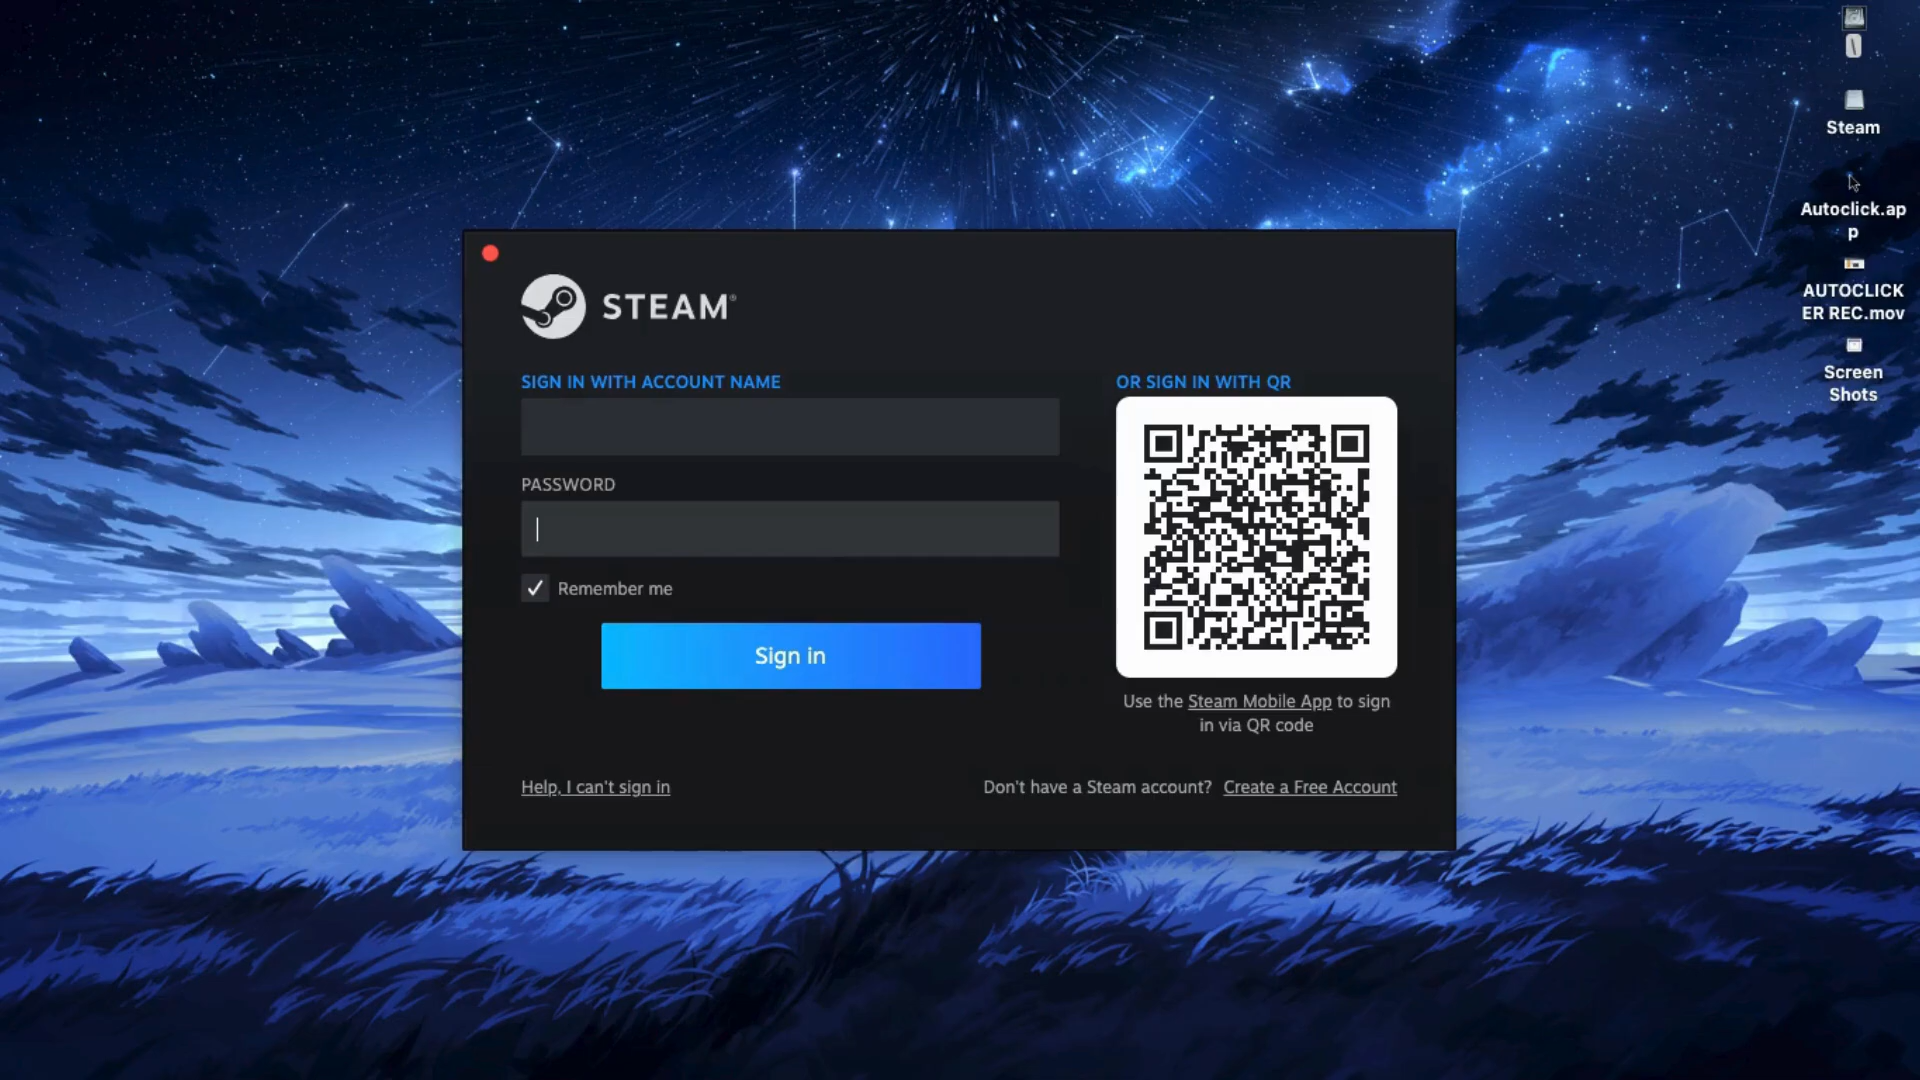 STEAM®
SIGN IN WITH ACCOUNT NAME
PASSWORD
Remember me
Sign in
OR SIGN IN WITH QR
Use the Steam Mobile App to sign
in via QR code
Help, I can't sign in
Don't have a Steam account? Create a Free Account
Steam
Autoclick.ap
p
AUTOCLICK
ER REC.mov
Screen
Shots